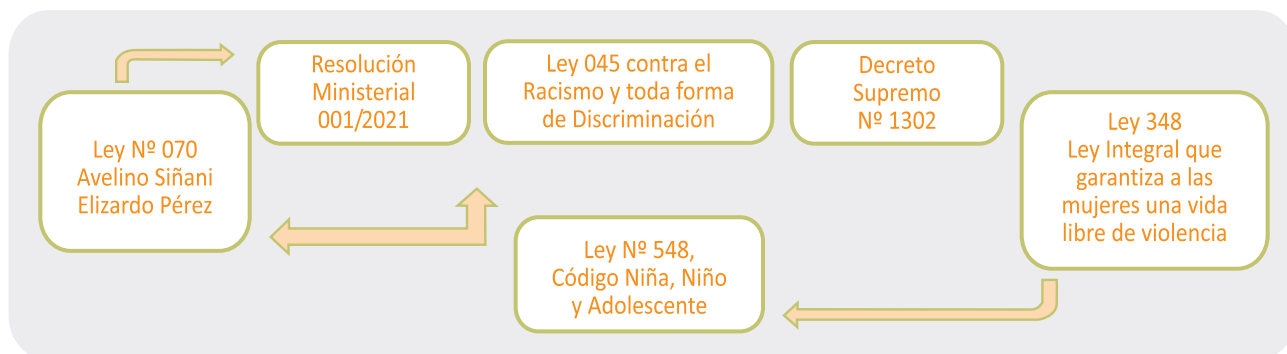 Resolución
Ministerial
001/2021
Ley 045 contra el
Racismo y toda forma
de Discriminación
Decreto
Supremo
Nº 1302
Ley Nº 070
Avelino Siñani
Elizardo Pérez
Ley 348
Ley Integral que
garantiza a las
mujeres una vida
libre de violencia
Ley Nº 548,
Código Niña, Niño
y Adolescente